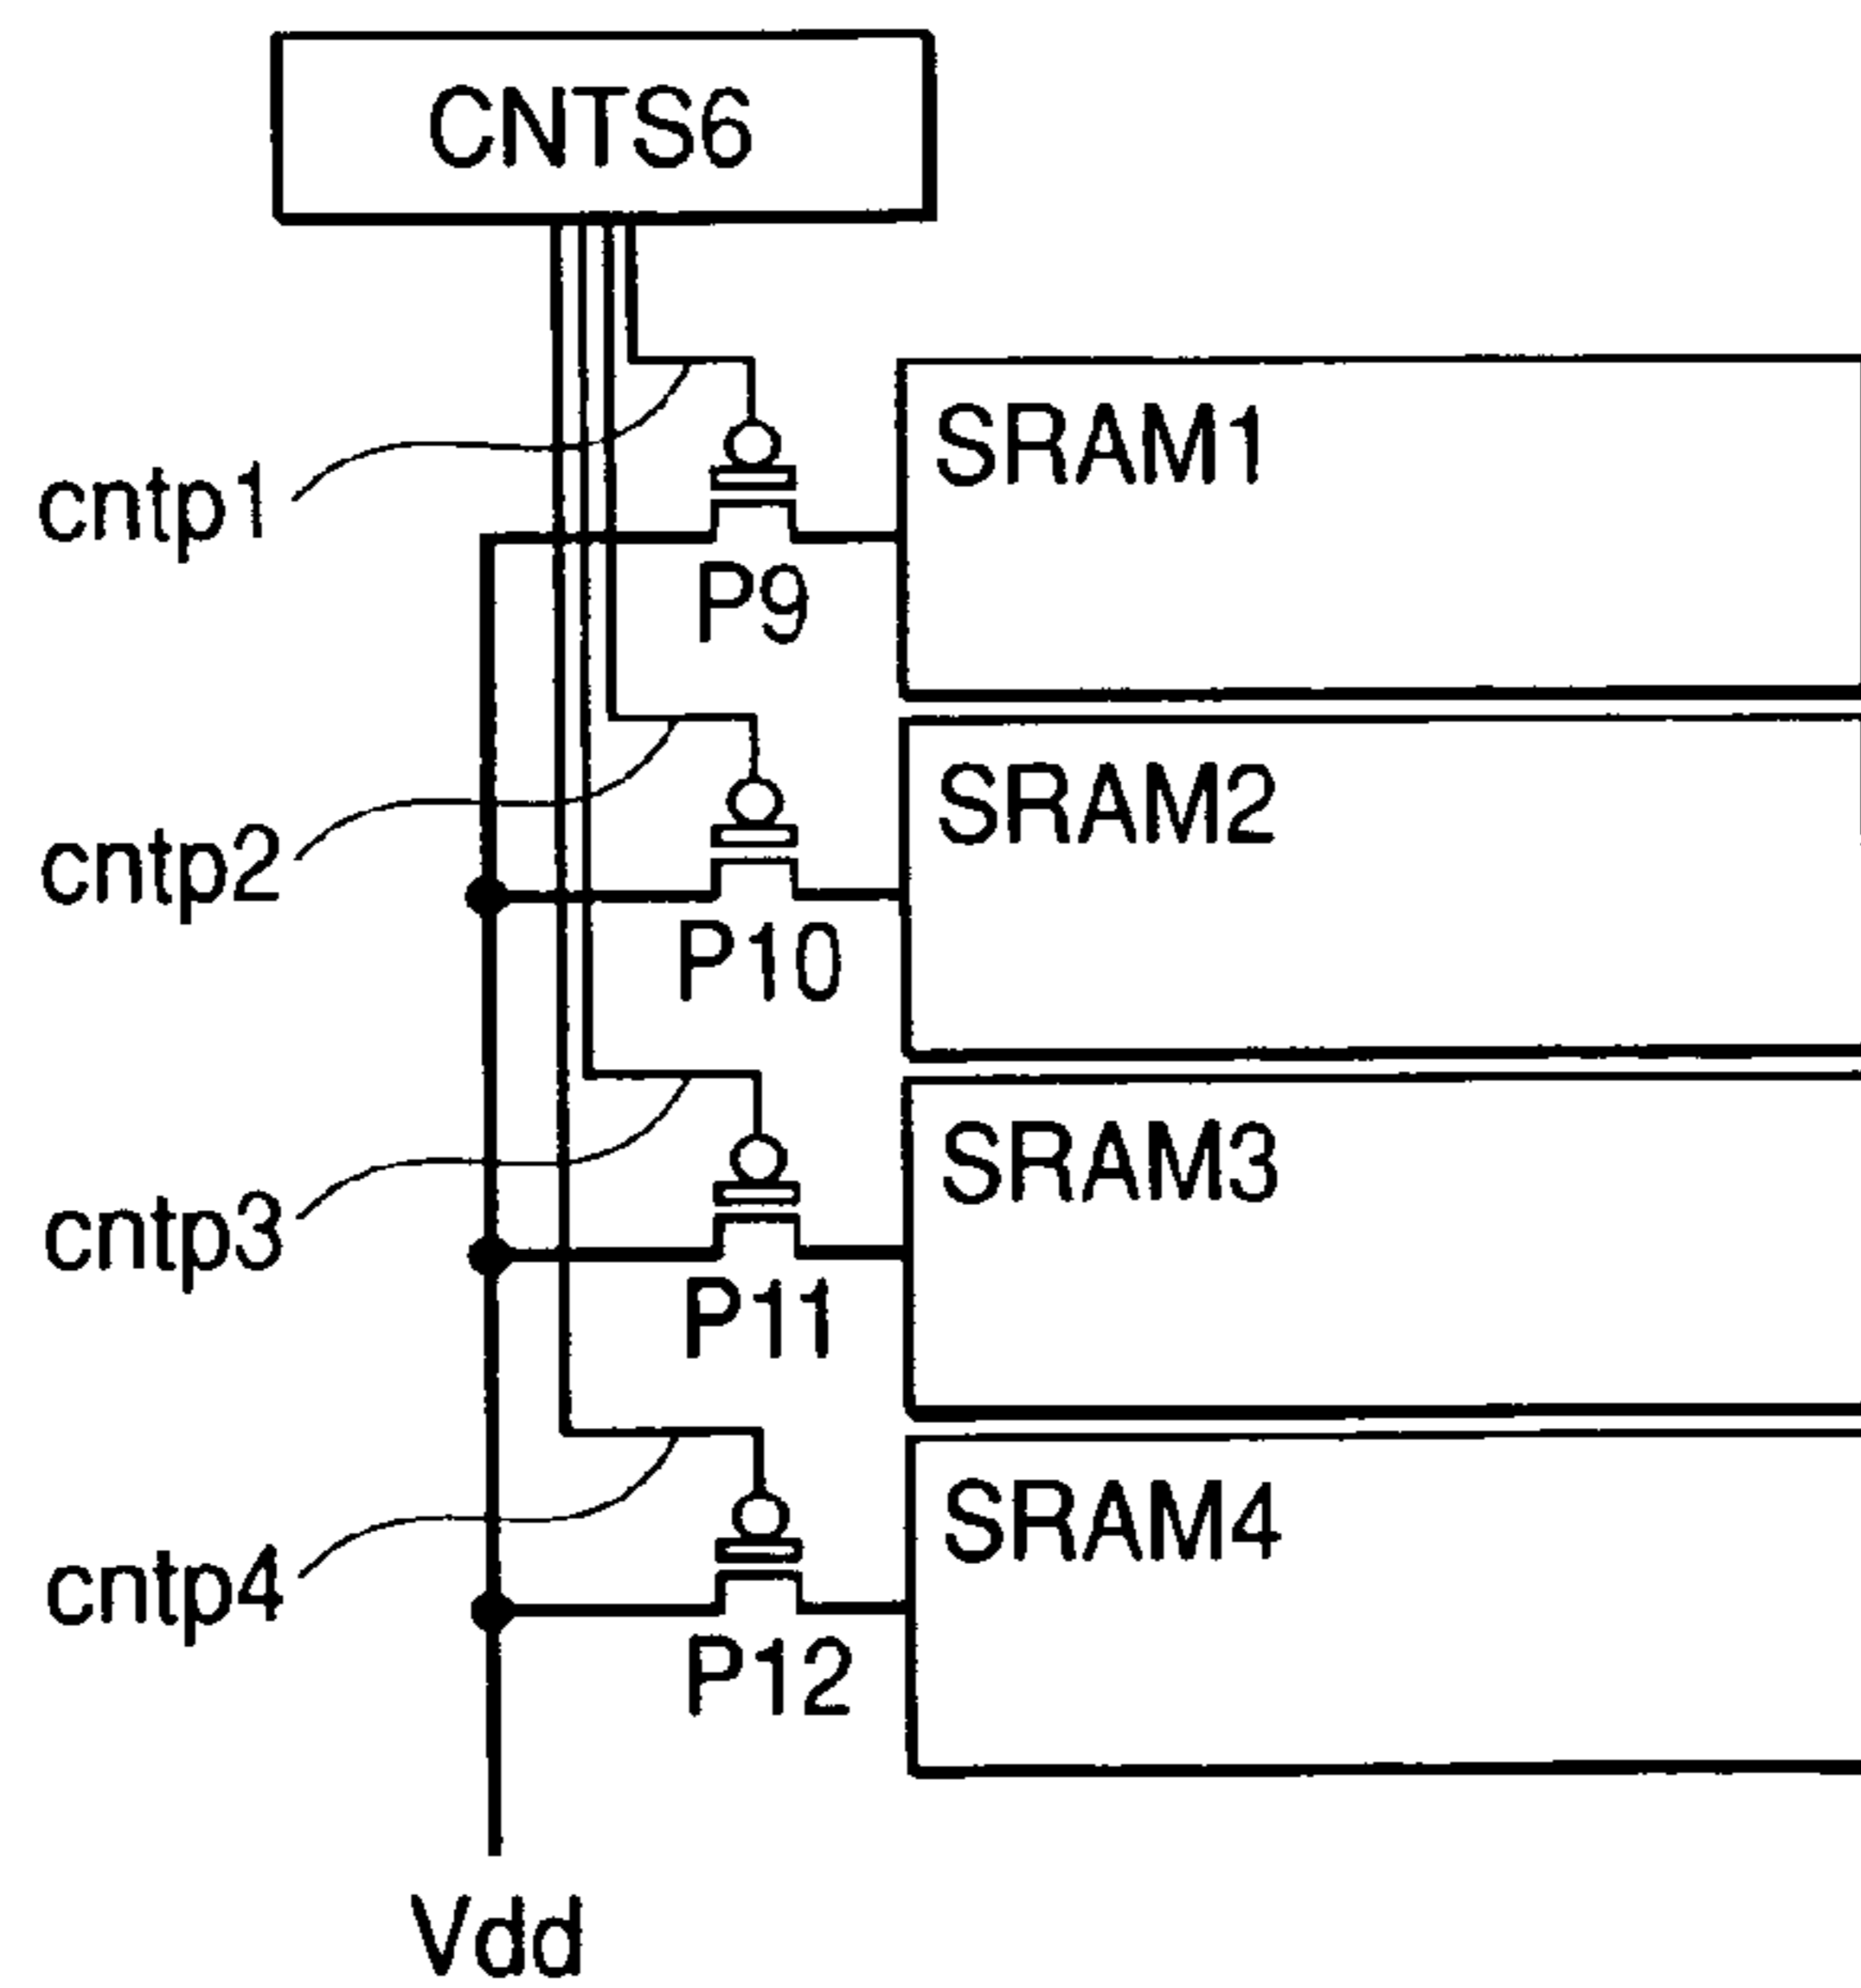 CNTS6
cntp1
SRAM1
P9
cntp2
SRAM2
P10
cntp3
SRAM3
P11
cntp4
SRAM4
P12
Vdd